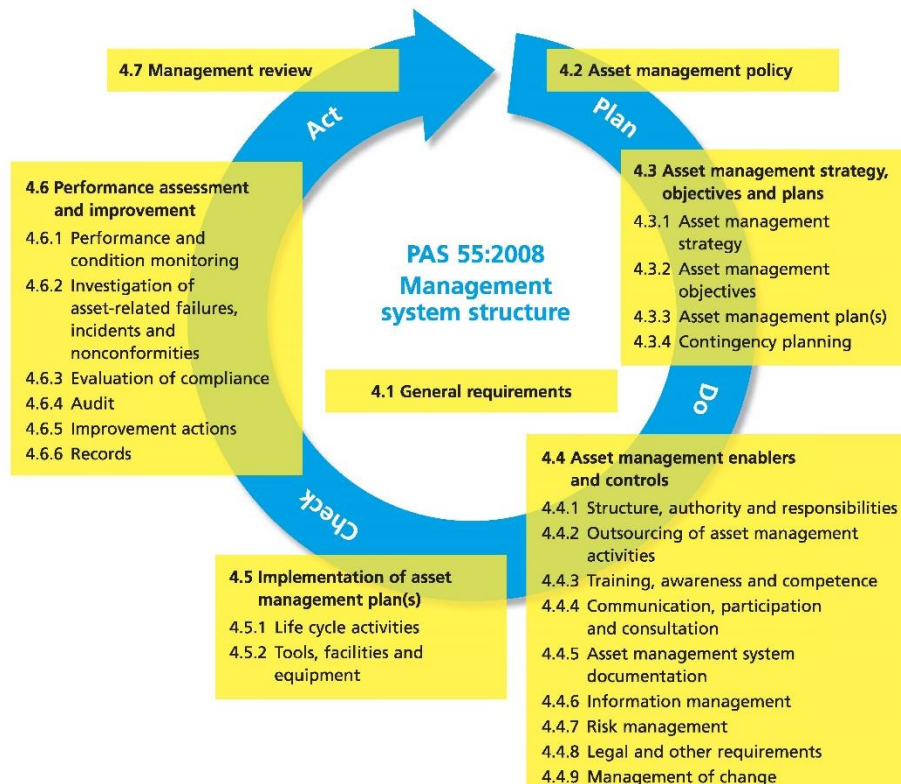 4.7 Management review
4.2 Asset management policy
Act
Plan
4.6 Performance assessment
and improvement
4.6.1 Performance and
condition monitoring
4.6.2 Investigation of
asset-related failures,
incidents and
nonconformities
4.6.3 Evaluation of compliance
4.6.4 Audit
4.6.5 Improvement actions
4.6.6 Records
4.3 Asset management strategy,
objectives and plans
4.3.1 Asset management
strategy
4.3.2 Asset management
objectives
4.3.3 Asset management plan(s)
4.3.4 Contingency planning
PAS 55:2008
Management
system structure
4.1 General requirements
Do
Check
4.4 Asset management enablers
and controls
4.4.1 Structure, authority and responsibilities
4.4.2 Outsourcing of asset management
activities
4.4.3 Training, awareness and competence
4.4.4 Communication, participation
and consultation
4.4.5 Asset management system
documentation
4.4.6 Information management
4.4.7 Risk management
4.4.8 Legal and other requirements
4.4.9 Management of change
4.5 Implementation of asset
management plan(s)
4.5.1 Life cycle activities
4.5.2 Tools, facilities and
equipment